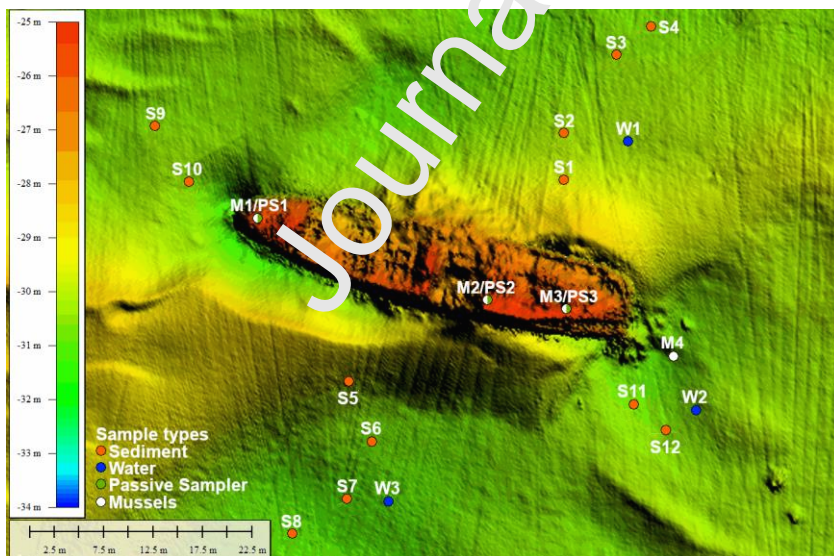 Journa
-25 m
-26 m
-27 m
-28 m
-29 m
-30 m
-31 m
-32 m
-33 m
-34 m
S4
S3
S9
S2
W1
S10
S1
M1/PS1
M2/PS2
M3/PS3
M4
S5
S11
W2
S6
S12
S7
W3
S8
Sample types
Sediment
Water
Passive Sampler
Mussels
2.5 m 7.5 m 12.5 m 17.5 m 22.5 m